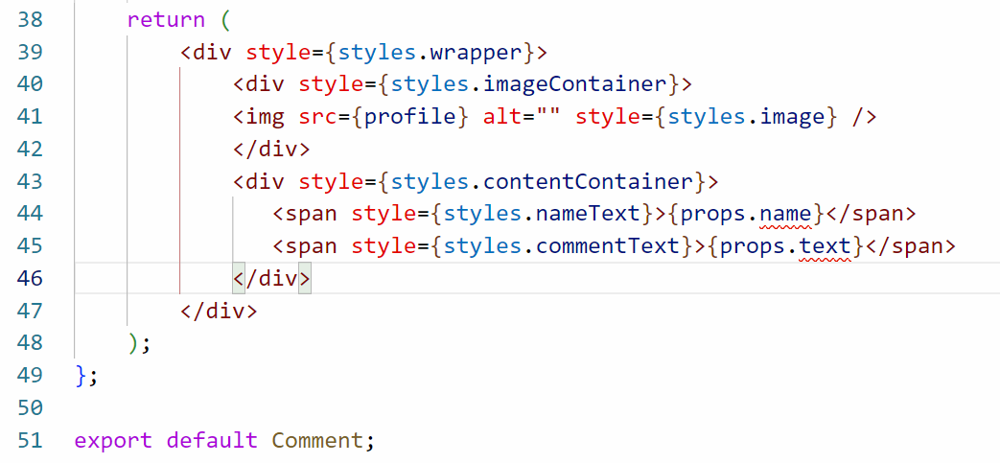 38 return (
39 <div style={styles.wrapper}>
40 <div style={styles.imageContainer}>
41 <img src={profile} alt="" style={styles.image} />
42 </div>
43 <div style={styles.contentContainer}>
44 <span style={styles.nameText}>{props.name}</span>
45 <span style={styles.commentText}>{props.text}</span>
46 </div>
47 </div>
48 );
49 };
50
51 export default Comment;